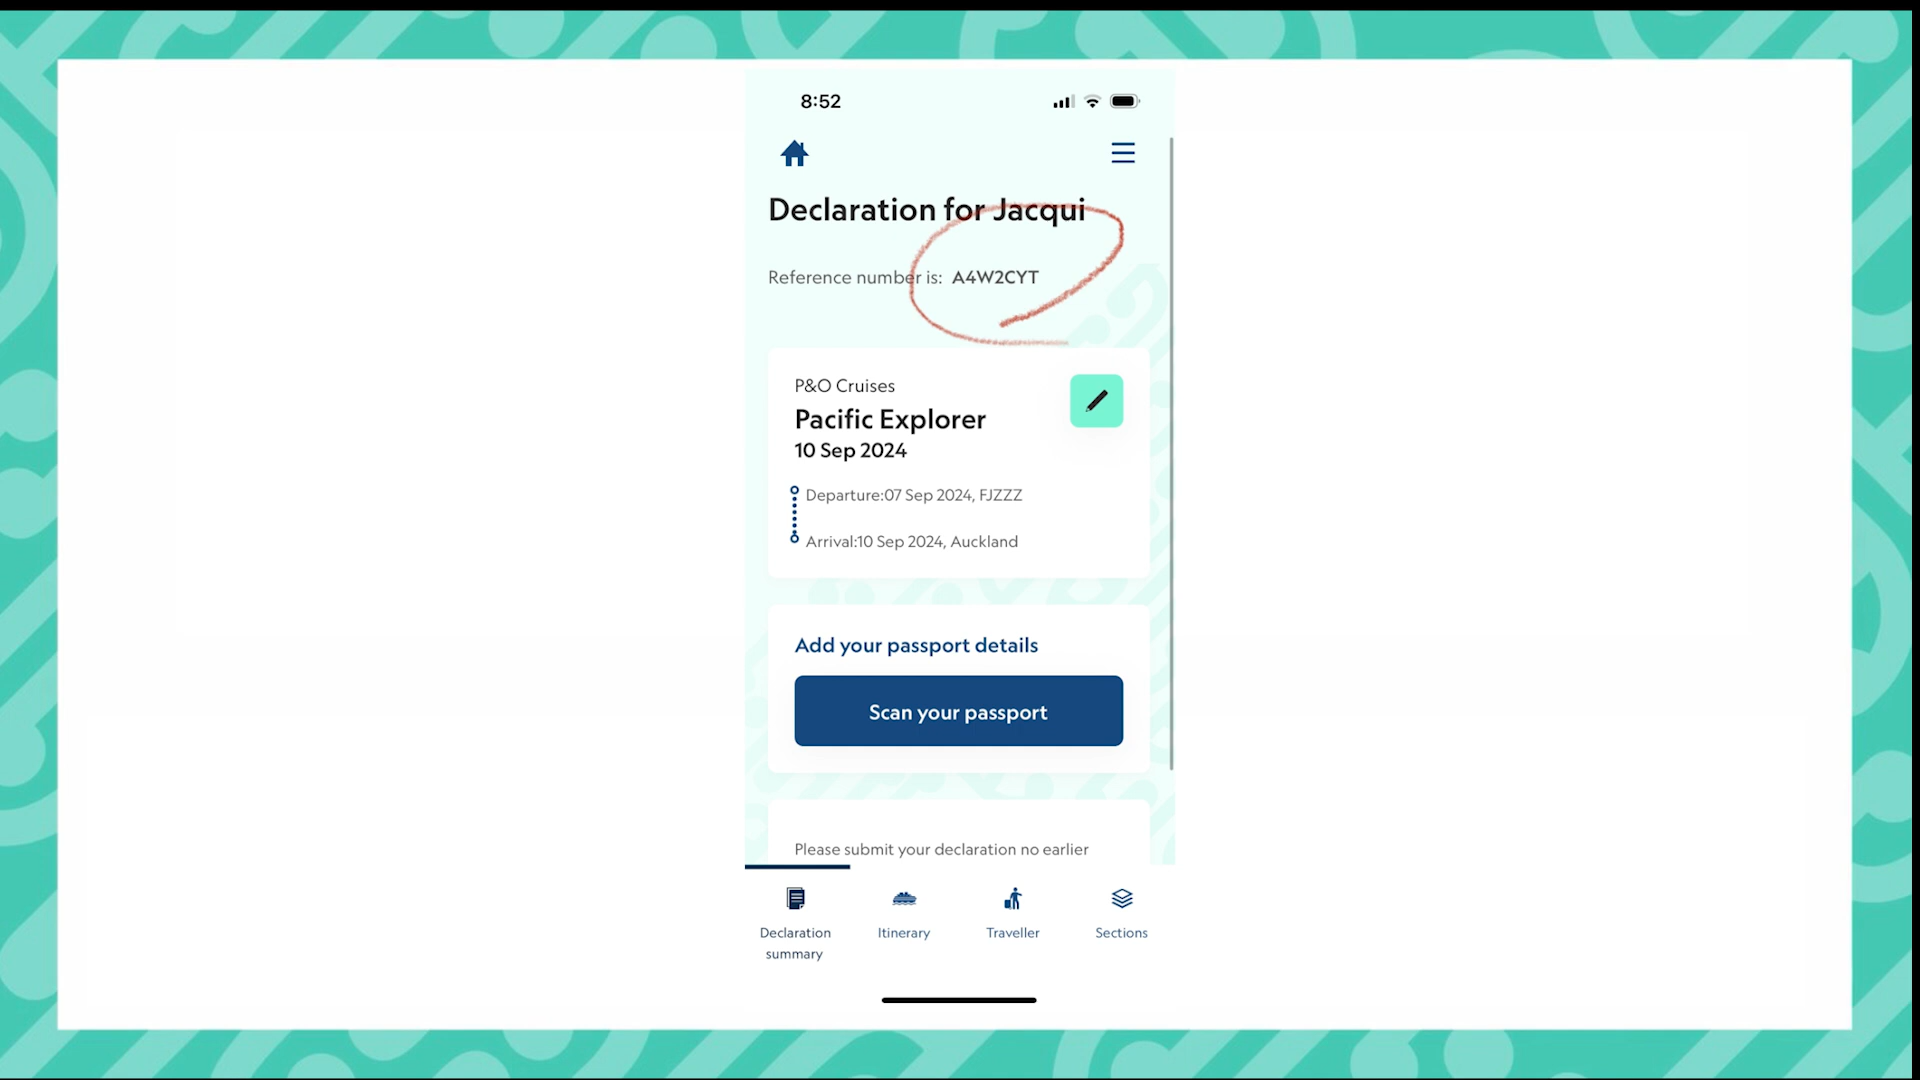 8:52
Declaration for Jacqui
Reference number is: A4W2CYT
P&O Cruises
Pacific Explorer
10 Sep 2024
Departure:07 Sep 2024, FJZZZ
Arrival:10 Sep 2024, Auckland
Add your passport details
Scan your passport
Please submit your declaration no earlier
Declaration summary
Itinerary
Traveller
Sections